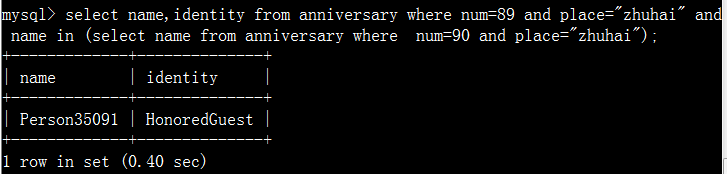 mysql> select name,identity from anniversary where num=89 and place="zhuhai" and
name in (select name from anniversary where  num=90 and place="zhuhai");
+-------------+--------------+
| name        | identity     |
+-------------+--------------+
| Person35091 | HonoredGuest |
+-------------+--------------+
1 row in set (0.40 sec)